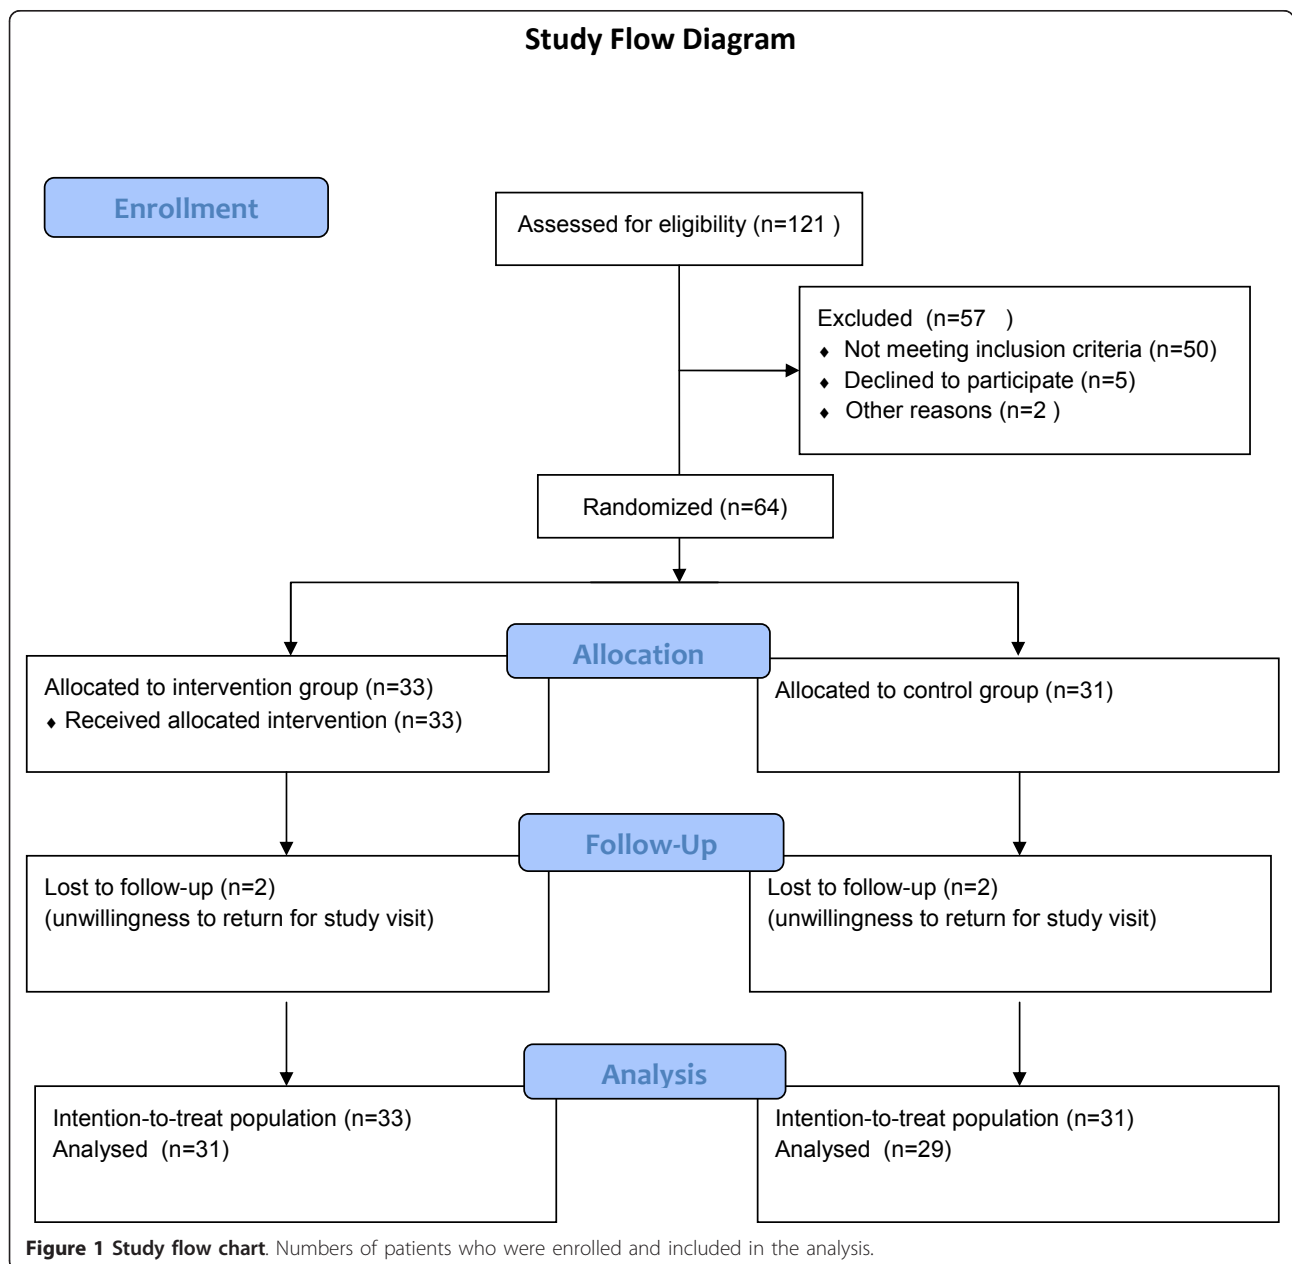 Study Flow Diagram
Enrollment
Assessed for eligibility (n=121 )
Excluded (n=57 )
♦ Not meeting inclusion criteria (n=50)
♦ Declined to participate (n=5)
♦ Other reasons (n=2 )
Randomized (n=64)
Allocation
Allocated to intervention group (n=33)
♦ Received allocated intervention (n=33)
Allocated to control group (n=31)
Follow-Up
Lost to follow-up (n=2)
(unwillingness to return for study visit)
Lost to follow-up (n=2)
(unwillingness to return for study visit)
Analysis
Intention-to-treat population (n=33)
Analysed (n=31)
Intention-to-treat population (n=31)
Analysed (n=29)
Figure 1 Study flow chart. Numbers of patients who were enrolled and included in the analysis.